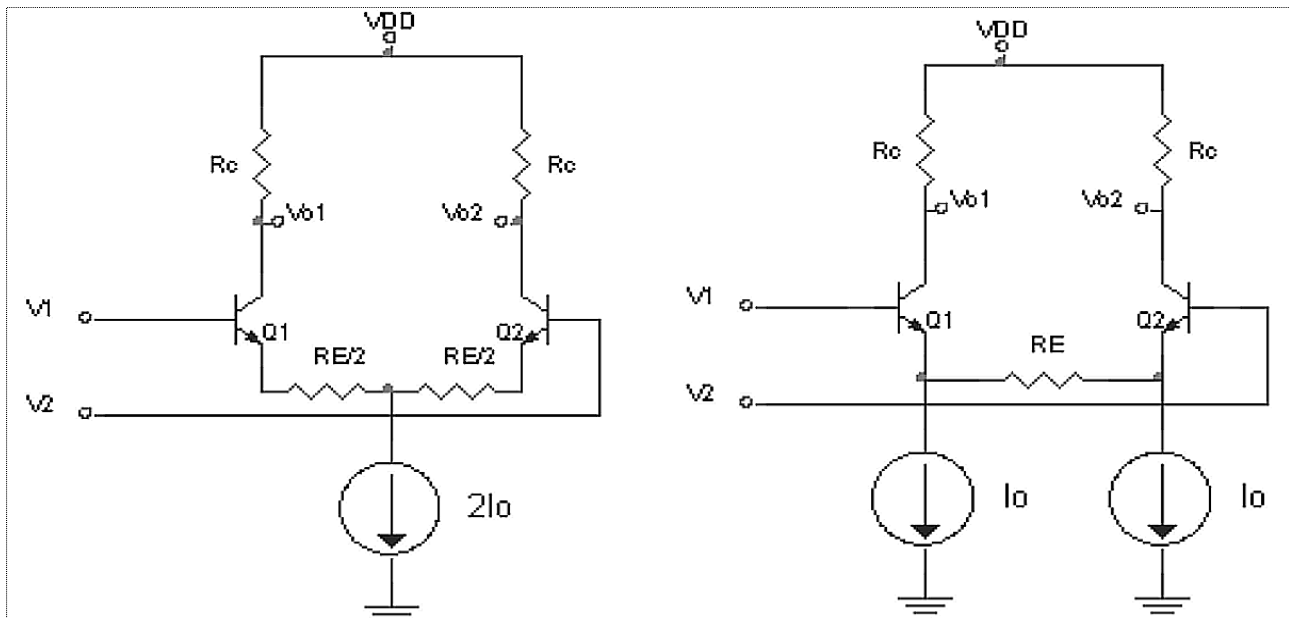 VDD
Rc
Rc
Vo1
Vo2
V1
Q1
Q2
RE/2
RE/2
V2
2Io
VDD
Rc
Rc
Vo1
Vo2
V1
Q1
Q2
RE
V2
Io
Io